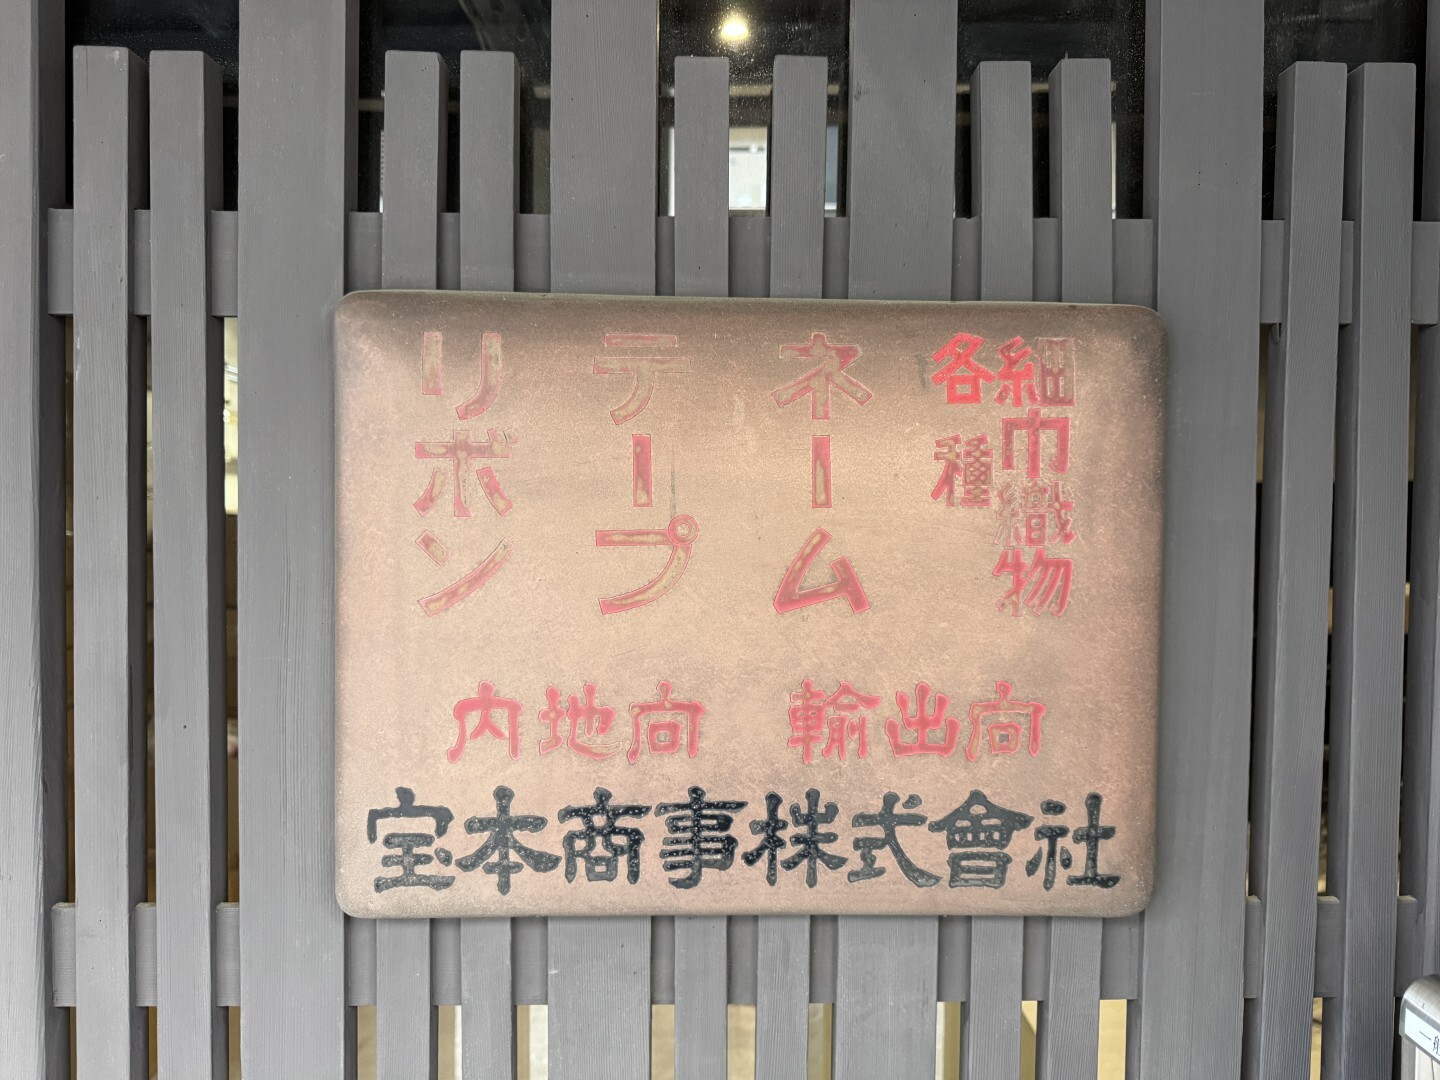 細巾織物
各種
ネーム
テープ
リボン
内地向 輸出向
宝本商事株式會社